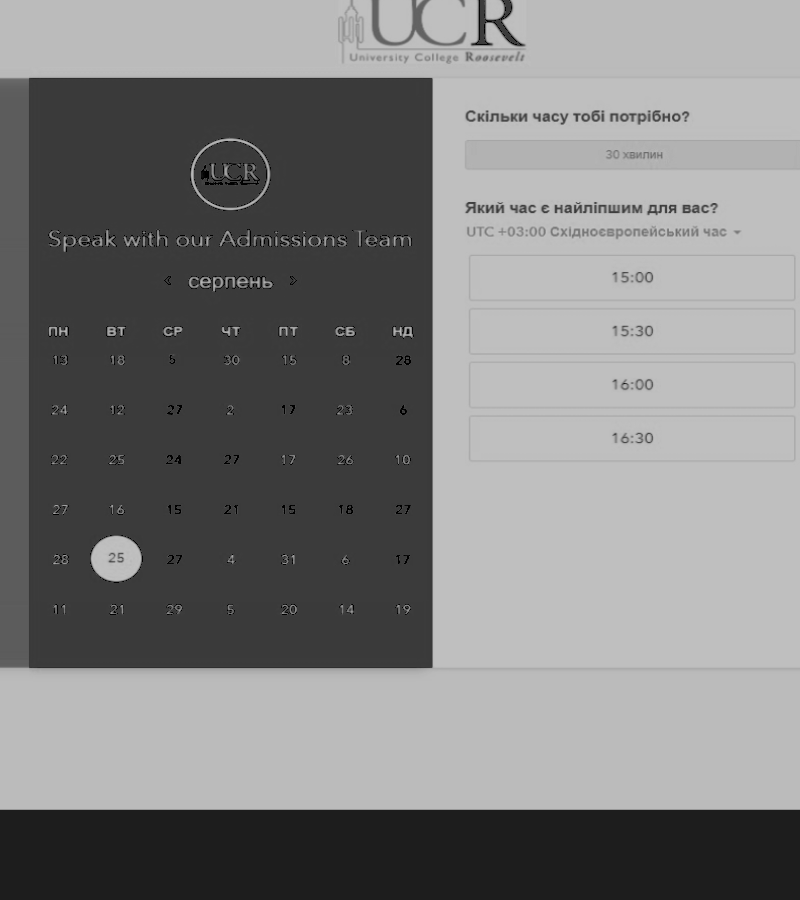 UCR
University College Roosevelt
UCR
Speak with our Admissions Team
< серпень >
ПН ВТ СР ЧТ ПТ СБ НД
13 18 5 30 15 8 28
24 12 27 2 17 23 6
22 25 24 27 17 26 10
27 16 15 21 15 18 27
28 25 27 4 31 6 17
11 21 29 5 20 14 19
Скільки часу тобі потрібно?
30 хвилин
Який час є найліпшим для вас?
UTC +03:00 Східноєвропейський час
15:00
15:30
16:00
16:30